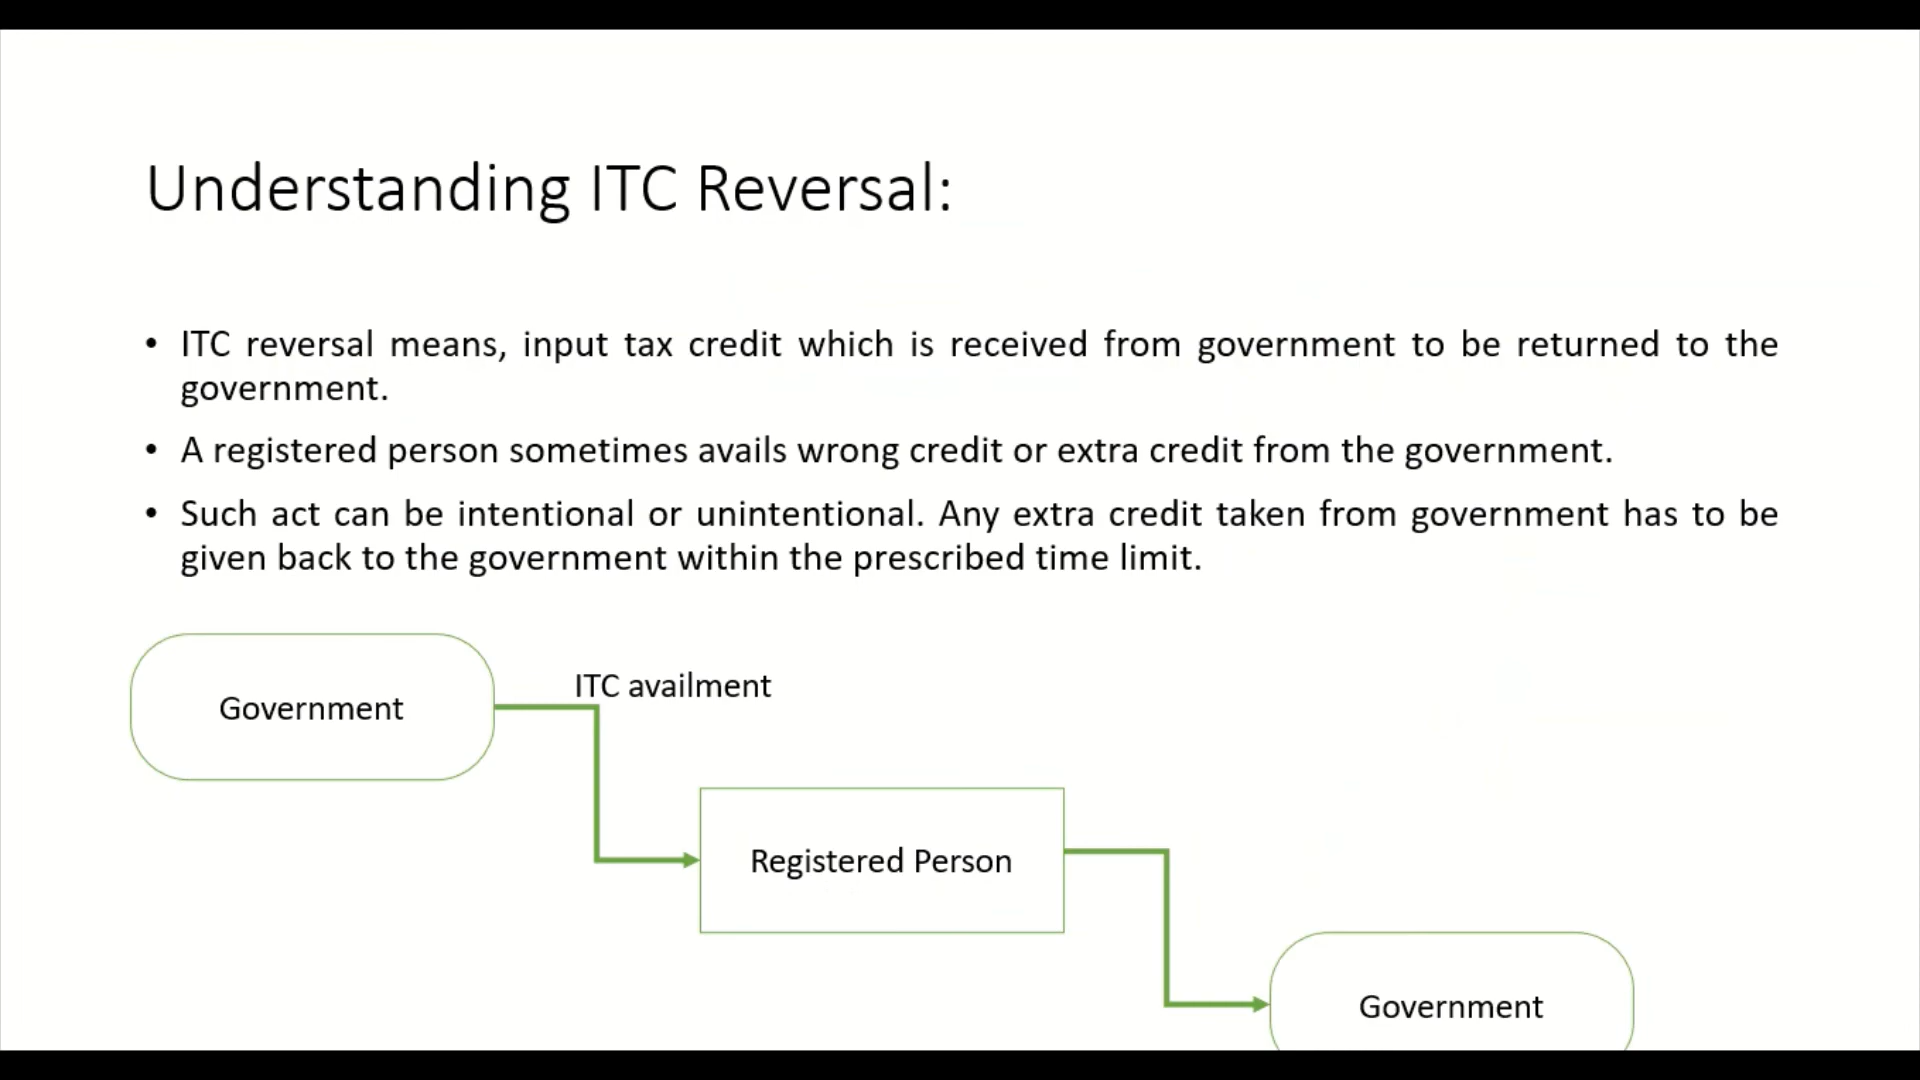 Understanding ITC Reversal:
• ITC reversal means, input tax credit which is received from government to be returned to the
government.
• A registered person sometimes avails wrong credit or extra credit from the government.
• Such act can be intentional or unintentional. Any extra credit taken from government has to be
given back to the government within the prescribed time limit.
ITC availment
Government
Registered Person
Government